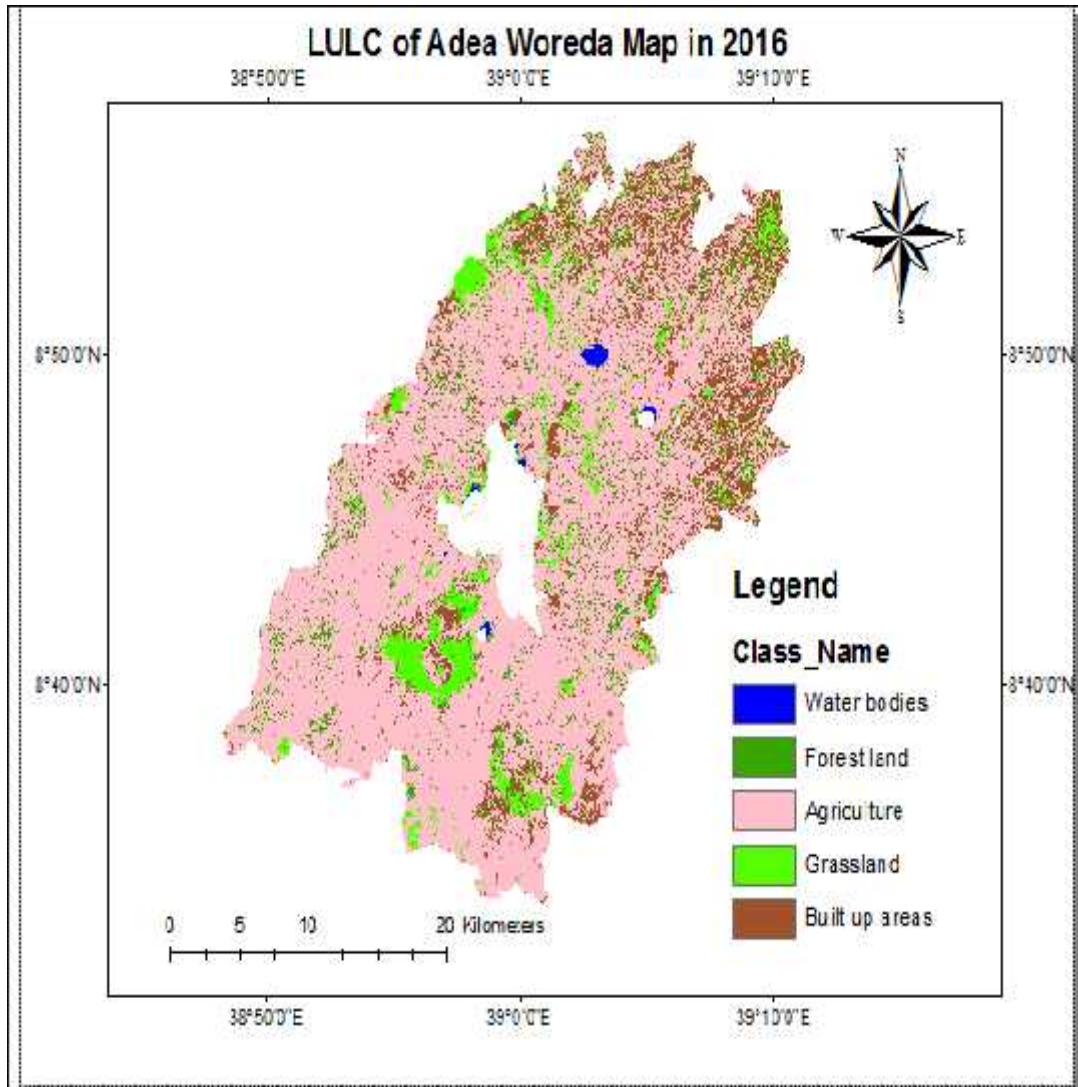 LULC of Adea Woreda Map in 2016
38°50'0"E 39°0'0"E 39°10'0"E
N
W E
S
8°50'0"N 8°50'0"N
Legend
Class_Name
8°40'0"N 8°40'0"N
Water bodies
Forest land
Agriculture
Grassland
Built up areas
0 5 10 20 Kilometers
38°50'0"E 39°0'0"E 39°10'0"E